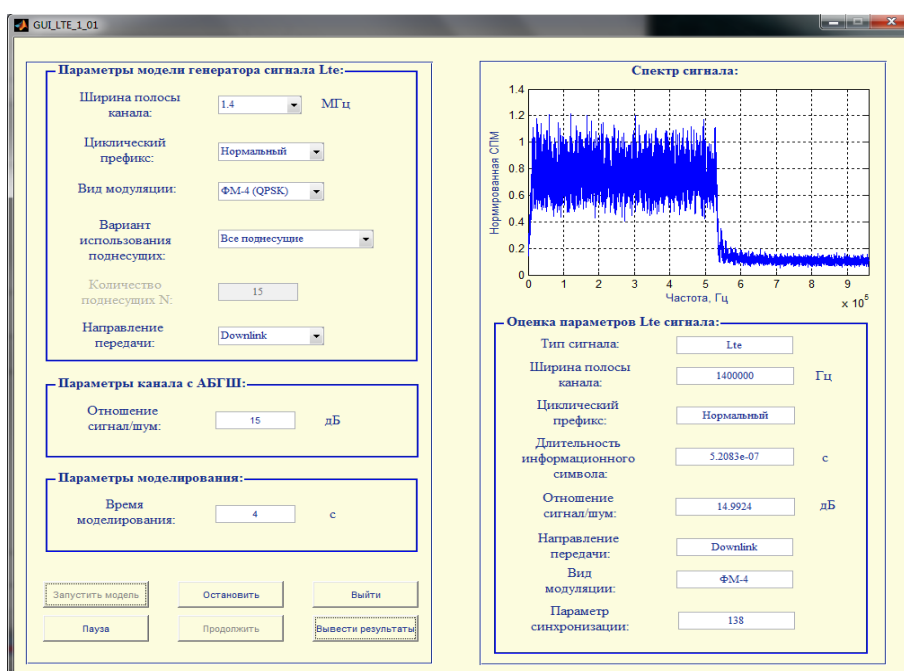 GUI_LTE_1_01
Параметры модели генератора сигнала Lte:
Ширина полосы
канала:
1.4
МГц
Циклический
префикс:
Нормальный
Вид модуляции:
ФМ-4 (QPSK)
Вариант
использования
поднесущих:
Все поднесущие
Количество
поднесущих N:
15
Направление
передачи:
Downlink
Параметры канала с АБГШ:
Отношение
сигнал/шум:
15
дБ
Параметры моделирования:
Время
моделирования:
4
с
Запустить модель
Остановить
Выйти
Пауза
Продолжить
Вывести результаты
Спектр сигнала:
Нормированная СПМ
1.4
1.2
1
0.8
0.6
0.4
0.2
0
0 1 2 3 4 5 6 7 8 9
Частота, Гц
x 10^5
Оценка параметров Lte сигнала:
Тип сигнала:
Lte
Ширина полосы
канала:
1400000
Гц
Циклический
префикс:
Нормальный
Длительность
информационного
символа:
5.2083e-07
с
Отношение
сигнал/шум:
14.9924
дБ
Направление
передачи:
Downlink
Вид
модуляции:
ФМ-4
Параметр
синхронизации:
138